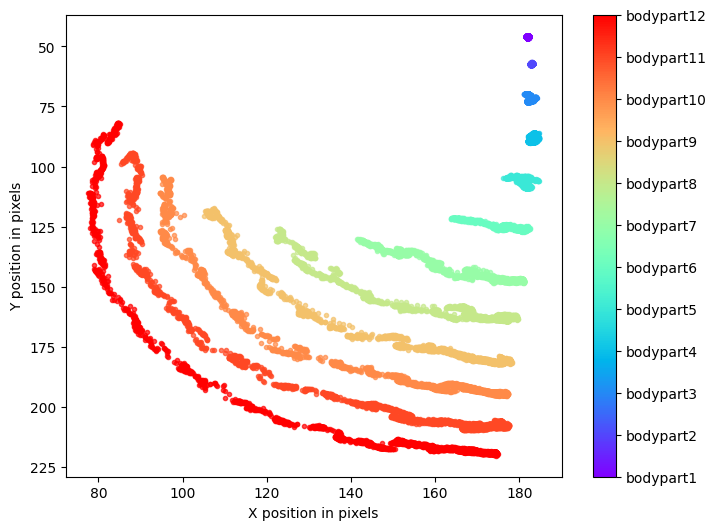 50
75
100
125
150
175
200
225
Y position in pixels
80
100
120
140
160
180
X position in pixels
bodypart12
bodypart11
bodypart10
bodypart9
bodypart8
bodypart7
bodypart6
bodypart5
bodypart4
bodypart3
bodypart2
bodypart1